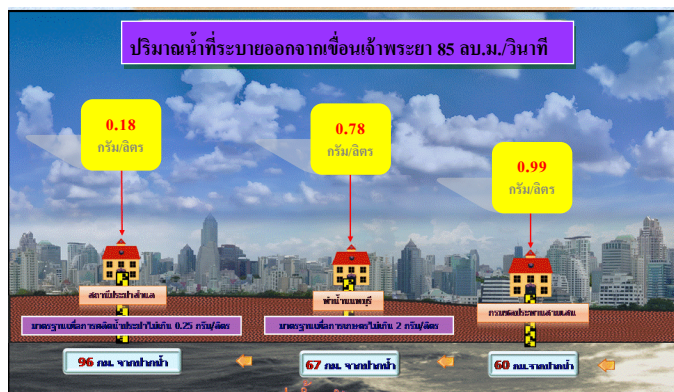 ปริมาณน้ำที่ระบายออกจากเขื่อนเจ้าพระยา 85 ลบ.ม./วินาที
0.18
กรัม/ลิตร
0.78
กรัม/ลิตร
0.99
กรัม/ลิตร
สถานีประปาสำแล
ท่าน้ำนนทบุรี
กรมชลประทานสามเสน
มาตรฐานเพื่อการผลิตน้ำประปาไม่เกิน 0.25 กรัม/ลิตร
มาตรฐานเพื่อการเกษตรไม่เกิน 2 กรัม/ลิตร
96 กม. จากปากน้ำ
67 กม. จากปากน้ำ
60 กม.จากปากน้ำ